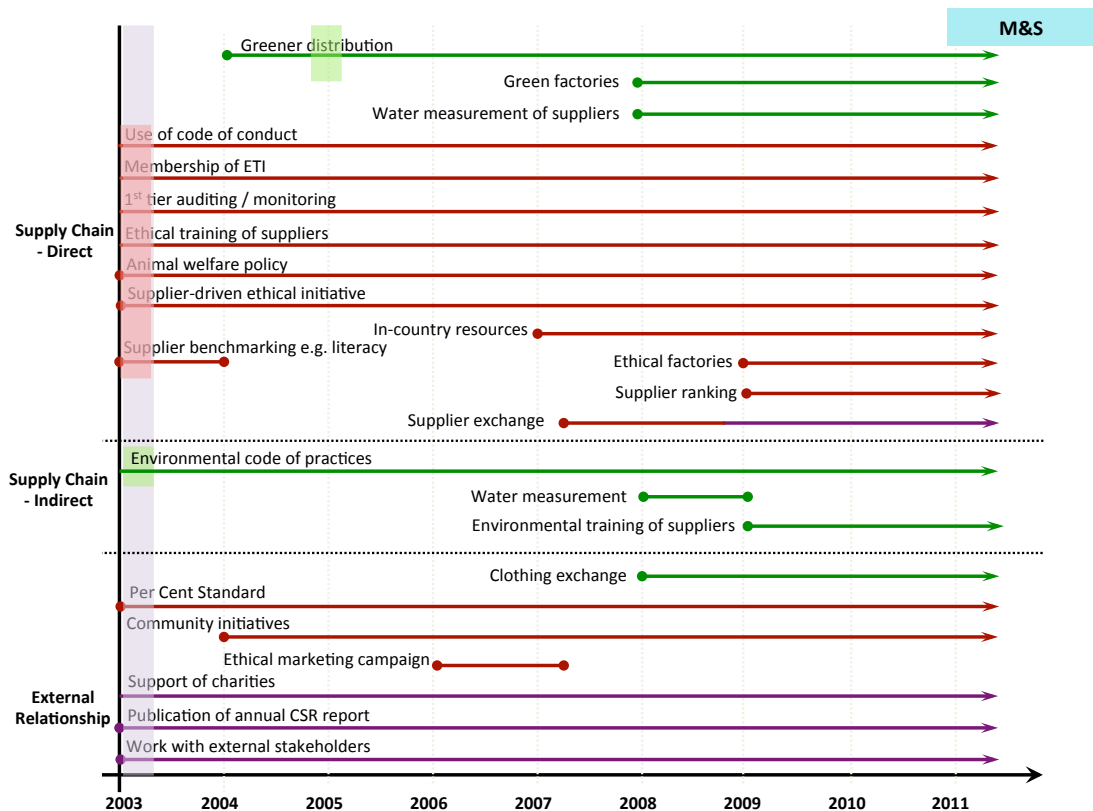 M&S
Greener distribution
Green factories
Water measurement of suppliers
Use of code of conduct
Membership of ETI
1st tier auditing / monitoring
Supply Chain
- Direct
Ethical training of suppliers
Animal welfare policy
Supplier-driven ethical initiative
In-country resources
Supplier benchmarking e.g. literacy
Ethical factories
Supplier ranking
Supplier exchange
Supply Chain
- Indirect
Environmental code of practices
Water measurement
Environmental training of suppliers
Clothing exchange
Per Cent Standard
Community initiatives
Ethical marketing campaign
External
Relationship
Support of charities
Publication of annual CSR report
Work with external stakeholders
2003 2004 2005 2006 2007 2008 2009 2010 2011